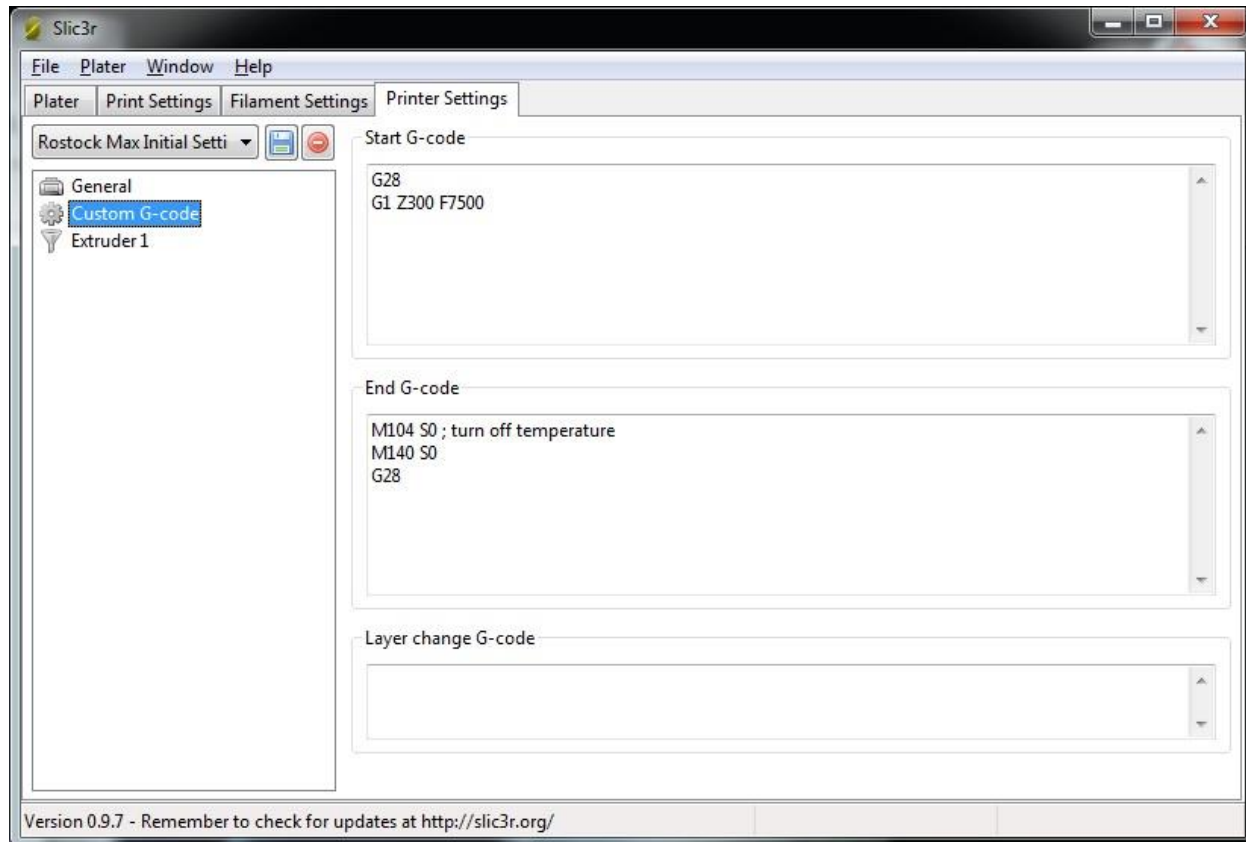 Slic3r
File Plater Window Help
Plater Print Settings Filament Settings Printer Settings
Rostock Max Initial Setti
General
Custom G-code
Extruder 1
Start G-code
G28
G1 Z300 F7500
End G-code
M104 S0 ; turn off temperature
M140 S0
G28
Layer change G-code
Version 0.9.7 - Remember to check for updates at http://slic3r.org/